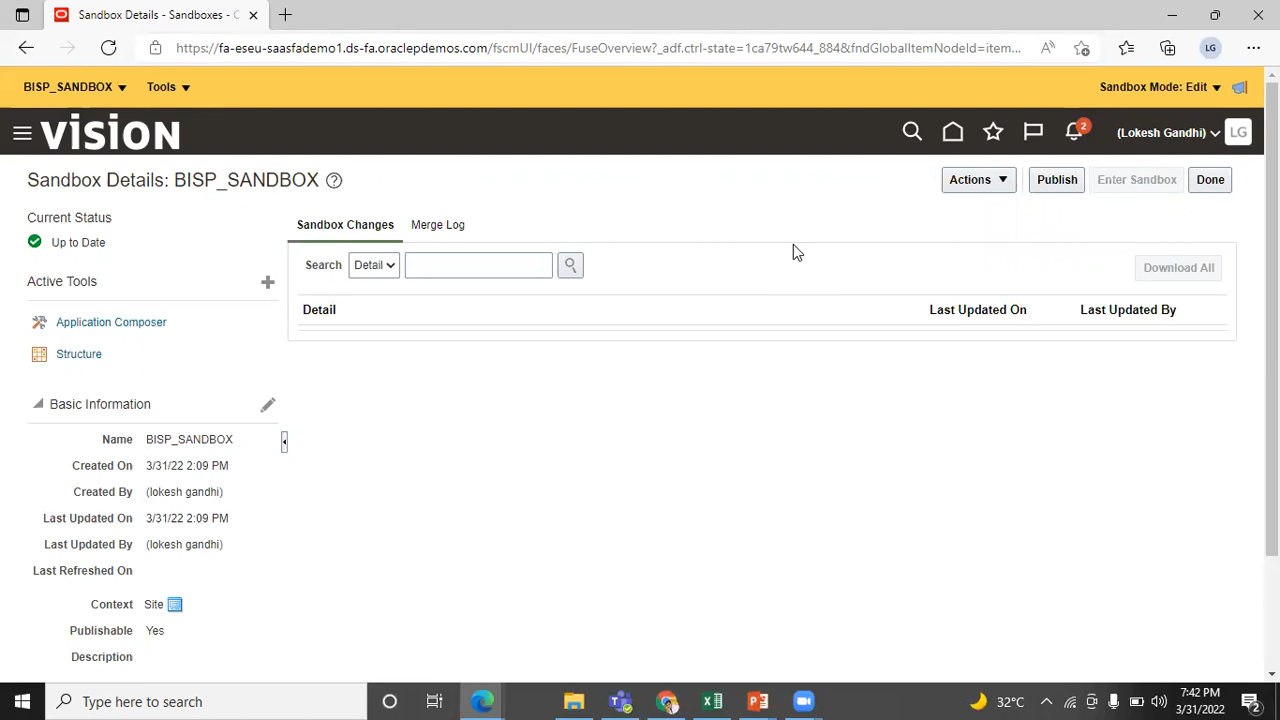 Sandbox Details - Sandboxes - C
https://fa-eseu-saasfademo1.ds-fa.oraclepdemos.com/fscmUI/faces/FuseOverview?_adf.ctrl-state=1ca79tw644_884&fndGlobalItemNodeId=item...
LG
BISP_SANDBOX
Tools
Sandbox Mode: Edit
vision
2
(Lokesh Gandhi)
LG
Sandbox Details: BISP_SANDBOX
Actions
Publish
Enter Sandbox
Done
Current Status
Up to Date
Active Tools
Application Composer
Structure
Basic Information
Name BISP_SANDBOX
Created On 3/31/22 2:09 PM
Created By (lokesh gandhi)
Last Updated On 3/31/22 2:09 PM
Last Updated By (lokesh gandhi)
Last Refreshed On
Context Site
Publishable Yes
Description
Sandbox Changes
Merge Log
Search Detail
Download All
Detail
Last Updated On
Last Updated By
Type here to search
32°C
7:42 PM
3/31/2022
2